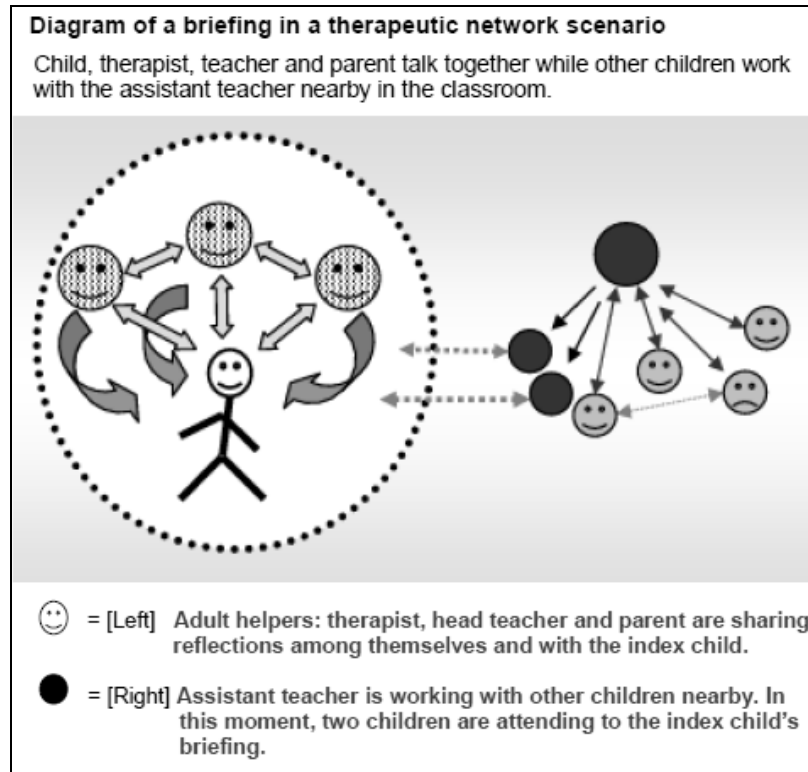 Diagram of a briefing in a therapeutic network scenario
Child, therapist, teacher and parent talk together while other children work
with the assistant teacher nearby in the classroom.
= [Left] Adult helpers: therapist, head teacher and parent are sharing
reflections among themselves and with the index child.
= [Right] Assistant teacher is working with other children nearby. In
this moment, two children are attending to the index child's
briefing.